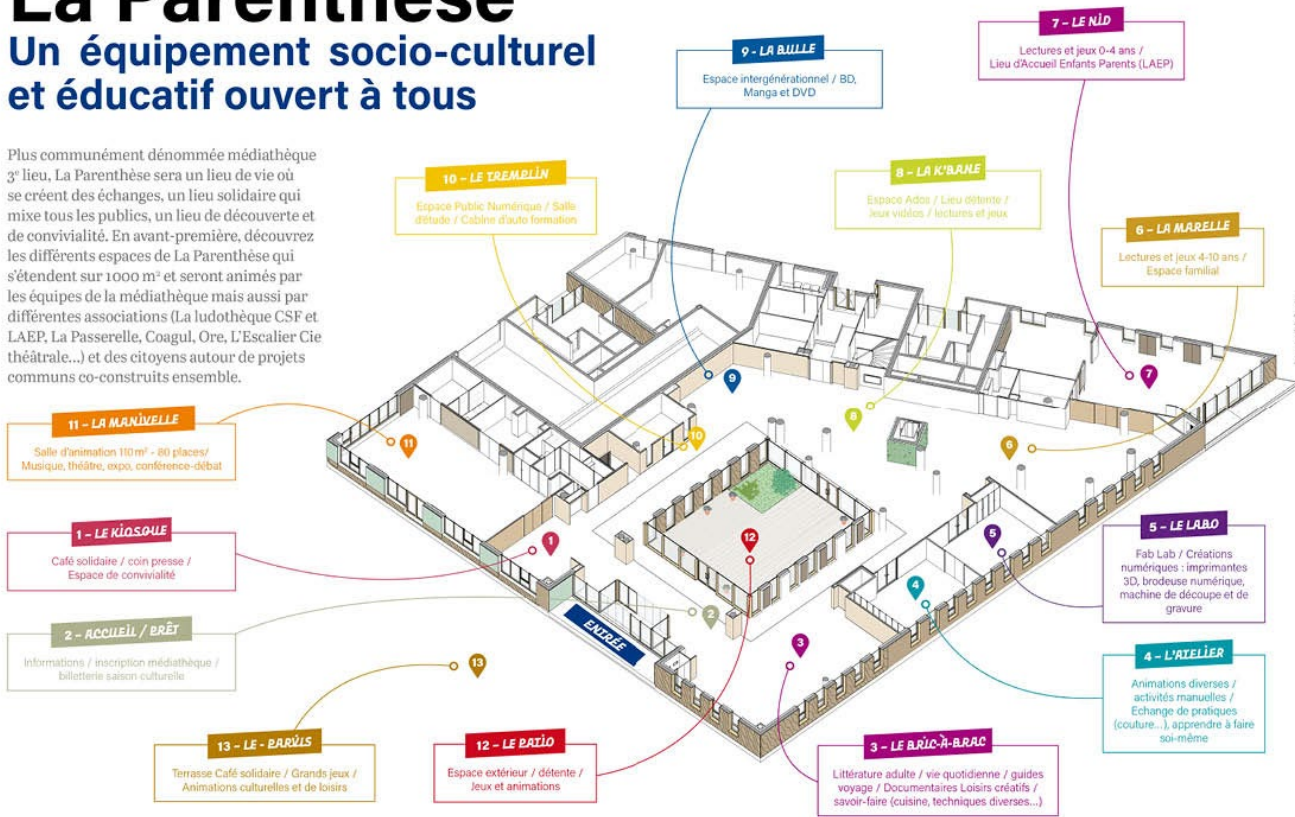 La Parenthèse
Un équipement socio-culturel
et éducatif ouvert à tous
Plus communément dénommée médiathèque
3e lieu, La Parenthèse sera un lieu de vie où
se créent des échanges, un lieu solidaire qui
mixe tous les publics, un lieu de découverte et
de convivialité. En avant-première, découvrez
les différents espaces de La Parenthèse qui
s'étendent sur 1000 m² et seront animés par
les équipes de la médiathèque mais aussi par
différentes associations (La ludothèque CSF et
LAEP, La Passerelle, Coagul, Ore, L'Escalier Cie
théâtrale...) et des citoyens autour de projets
communs co-construits ensemble.
11 – LA MANIVELLE
Salle d'animation 110 m² - 80 places/
Musique, théâtre, expo, conférence-débat
1 – LE KIOSQUE
Café solidaire / coin presse /
Espace de convivialité
2 – ACCUEIL / PRÊT
Informations / inscription médiathèque /
billetterie saison culturelle
13 – LE - PARVIS
Terrasse Café solidaire / Grands jeux /
Animations culturelles et de loisirs
12 – LE PATIO
Espace extérieur / détente /
Jeux et animations
3 – LE BRIC-À-BRAC
Littérature adulte / vie quotidienne / guides
voyage / Documentaires Loisirs créatifs /
savoir-faire (cuisine, techniques diverses...)
4 – L'ATELIER
Animations diverses /
activités manuelles /
Echange de pratiques
(couture...), apprendre à faire
soi-même
5 – LE LABO
Fab Lab / Créations
numériques : imprimantes
3D, brodeuse numérique,
machine de découpe et de
gravure
6 – LA MARELLE
Lectures et jeux 4-10 ans /
Espace familial
7 – LE NID
Lectures et jeux 0-4 ans /
Lieu d'Accueil Enfants Parents (LAEP)
8 – LA K'BANE
Espace Ados / Lieu détente /
Jeux vidéos / lectures et jeux
9 – LA BULLE
Espace intergénérationnel / BD,
Manga et DVD
10 – LE TREMPLIN
Espace Public Numérique / Salle
d'étude / Cabine d'auto formation
ENTRÉE
1
2
3
4
5
6
7
8
9
10
11
12
13